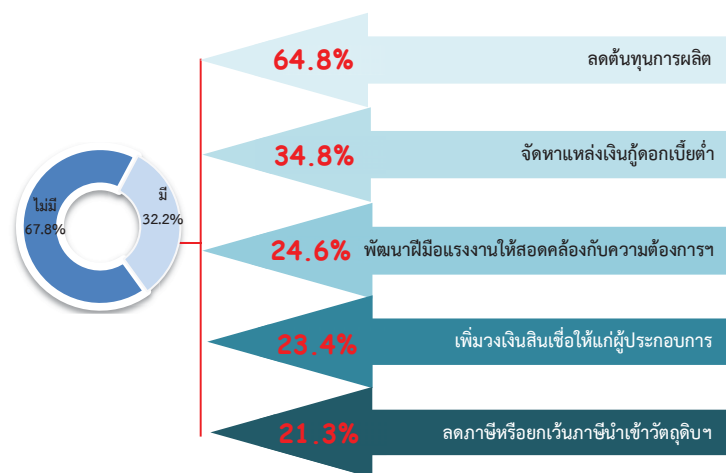 64.8% ลดต้นทุนการผลิต
34.8% จัดหาแหล่งเงินกู้ดอกเบี้ยต่ำ
ไม่มี
67.8%
มี
32.2%
24.6% พัฒนาฝีมือแรงงานให้สอดคล้องกับความต้องการฯ
23.4% เพิ่มวงเงินสินเชื่อให้แก่ผู้ประกอบการ
21.3% ลดภาษีหรือยกเว้นภาษีนำเข้าวัตถุดิบฯ